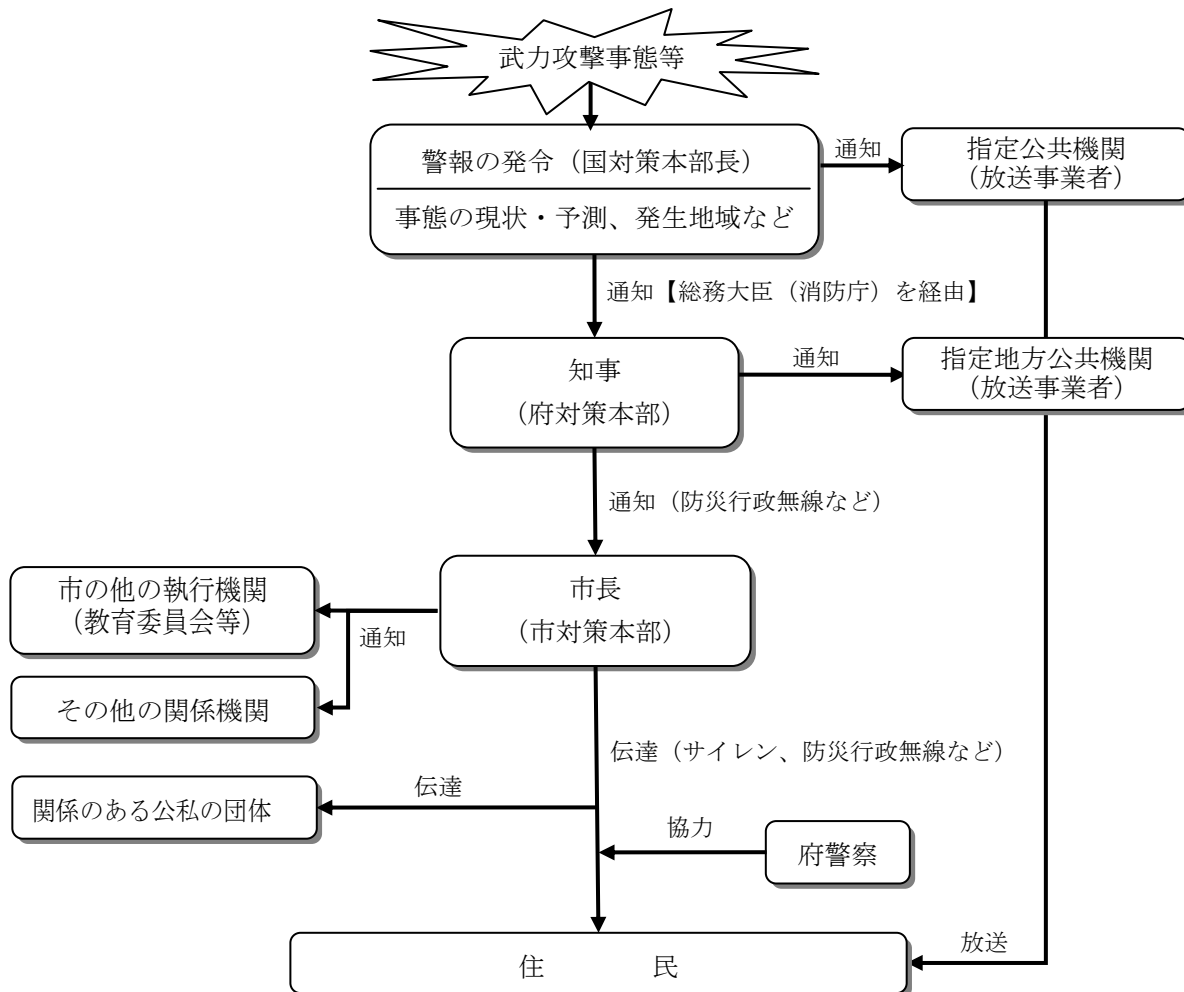 武力攻撃事態等
警報の発令（国対策本部長）
事態の現状・予測、発生地域など
通知
指定公共機関
（放送事業者）
通知【総務大臣（消防庁）を経由】
知事
（府対策本部）
通知
指定地方公共機関
（放送事業者）
通知（防災行政無線など）
市長
（市対策本部）
市の他の執行機関
（教育委員会等）
通知
その他の関係機関
伝達（サイレン、防災行政無線など）
伝達
関係のある公私の団体
協力
府警察
放送
住　　　　民